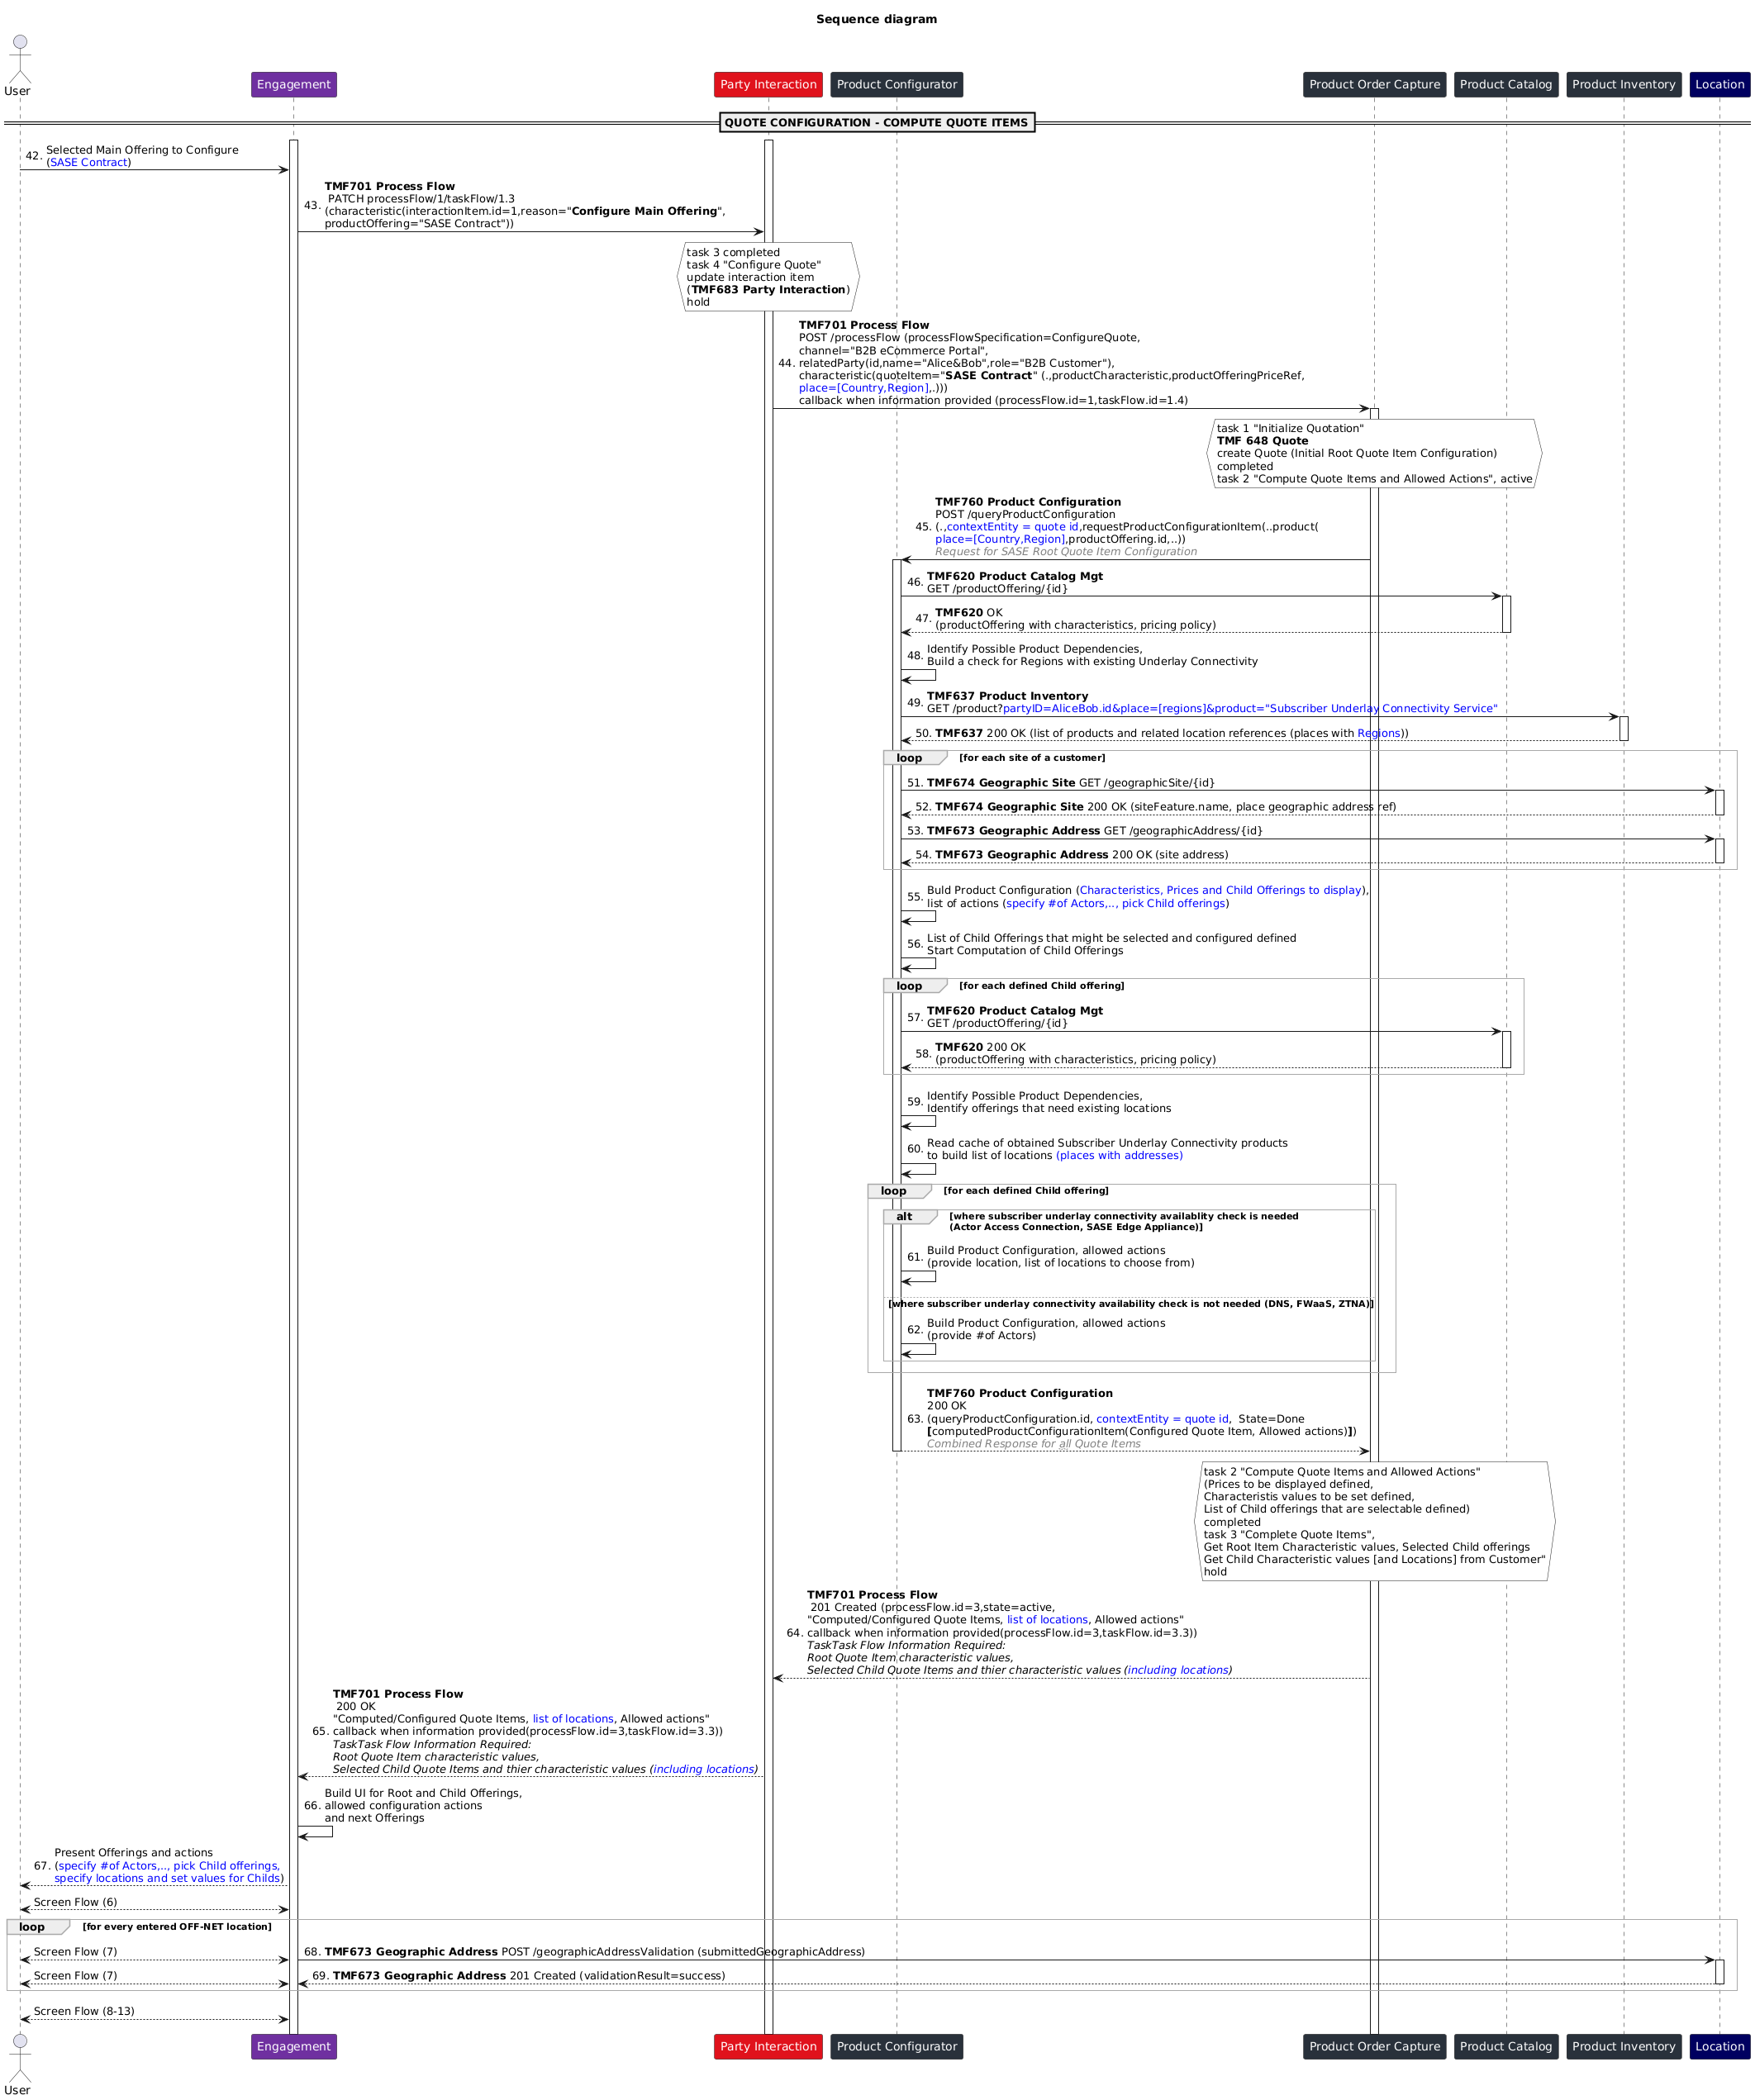 Sequence diagram
User
Engagement
Party Interaction
Product Configurator
Product Order Capture
Product Catalog
Product Inventory
Location
QUOTE CONFIGURATION - COMPUTE QUOTE ITEMS
42. Selected Main Offering to Configure
(SASE Contract)
TMF701 Process Flow
PATCH processFlow/1/taskFlow/1.3
43. (characteristic(interactionItem.id=1,reason="Configure Main Offering",
productOffering="SASE Contract"))
task 3 completed
task 4 "Configure Quote"
update interaction item
(TMF683 Party Interaction)
hold
TMF701 Process Flow
POST /processFlow (processFlowSpecification=ConfigureQuote,
channel="B2B eCommerce Portal",
44. relatedParty(id,name="Alice&Bob",role="B2B Customer"),
characteristic(quoteItem="SASE Contract" (.,productCharacteristic,productOfferingPriceRef,
place=[Country,Region],.)))
callback when information provided (processFlow.id=1,taskFlow.id=1.4)
task 1 "Initialize Quotation"
TMF 648 Quote
create Quote (Initial Root Quote Item Configuration)
completed
task 2 "Compute Quote Items and Allowed Actions", active
TMF760 Product Configuration
POST /queryProductConfiguration
45. (.,contextEntity = quote id,requestProductConfigurationItem(..product(
place=[Country,Region],productOffering.id,..))
Request for SASE Root Quote Item Configuration
46. TMF620 Product Catalog Mgt
GET /productOffering/{id}
47. TMF620 OK
(productOffering with characteristics, pricing policy)
48. Identify Possible Product Dependencies,
Build a check for Regions with existing Underlay Connectivity
49. TMF637 Product Inventory
GET /product?partyID=AliceBob.id&place=[regions]&product="Subscriber Underlay Connectivity Service"
50. TMF637 200 OK (list of products and related location references (places with Regions))
loop [for each site of a customer]
51. TMF674 Geographic Site GET /geographicSite/{id}
52. TMF674 Geographic Site 200 OK (siteFeature.name, place geographic address ref)
53. TMF673 Geographic Address GET /geographicAddress/{id}
54. TMF673 Geographic Address 200 OK (site address)
55. Buld Product Configuration (Characteristics, Prices and Child Offerings to display),
list of actions (specify #of Actors,.., pick Child offerings)
56. List of Child Offerings that might be selected and configured defined
Start Computation of Child Offerings
loop [for each defined Child offering]
57. TMF620 Product Catalog Mgt
GET /productOffering/{id}
58. TMF620 200 OK
(productOffering with characteristics, pricing policy)
59. Identify Possible Product Dependencies,
Identify offerings that need existing locations
60. Read cache of obtained Subscriber Underlay Connectivity products
to build list of locations (places with addresses)
loop [for each defined Child offering]
alt [where subscriber underlay connectivity availablity check is needed
(Actor Access Connection, SASE Edge Appliance)]
61. Build Product Configuration, allowed actions
(provide location, list of locations to choose from)
[where subscriber underlay connectivity availability check is not needed (DNS, FWaaS, ZTNA)]
62. Build Product Configuration, allowed actions
(provide #of Actors)
TMF760 Product Configuration
200 OK
63. (queryProductConfiguration.id, contextEntity = quote id,  State=Done
[computedProductConfigurationItem(Configured Quote Item, Allowed actions)])
Combined Response for all Quote Items
task 2 "Compute Quote Items and Allowed Actions"
(Prices to be displayed defined,
Characteristis values to be set defined,
List of Child offerings that are selectable defined)
completed
task 3 "Complete Quote Items",
Get Root Item Characteristic values, Selected Child offerings
Get Child Characteristic values [and Locations] from Customer"
hold
TMF701 Process Flow
201 Created (processFlow.id=3,state=active,
"Computed/Configured Quote Items, list of locations, Allowed actions"
64. callback when information provided(processFlow.id=3,taskFlow.id=3.3))
TaskTask Flow Information Required:
Root Quote Item characteristic values,
Selected Child Quote Items and thier characteristic values (including locations)
TMF701 Process Flow
200 OK
"Computed/Configured Quote Items, list of locations, Allowed actions"
65. callback when information provided(processFlow.id=3,taskFlow.id=3.3))
TaskTask Flow Information Required:
Root Quote Item characteristic values,
Selected Child Quote Items and thier characteristic values (including locations)
Build UI for Root and Child Offerings,
66. allowed configuration actions
and next Offerings
Present Offerings and actions
67. (specify #of Actors,.., pick Child offerings,
specify locations and set values for Childs)
Screen Flow (6)
loop [for every entered OFF-NET location]
Screen Flow (7)
68. TMF673 Geographic Address POST /geographicAddressValidation (submittedGeographicAddress)
Screen Flow (7)
69. TMF673 Geographic Address 201 Created (validationResult=success)
Screen Flow (8-13)
User
Engagement
Party Interaction
Product Configurator
Product Order Capture
Product Catalog
Product Inventory
Location